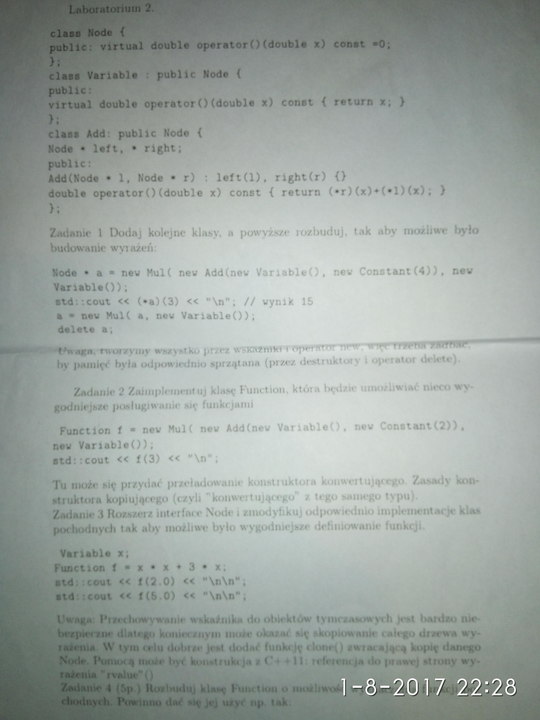 Laboratorium 2.
class Node {
public: virtual double operator()(double x) const =0;
};
class Variable : public Node {
public:
virtual double operator()(double x) const { return x; }
};
class Add: public Node {
Node * left, * right;
public:
Add(Node * l, Node * r) : left(l), right(r) {}
double operator()(double x) const { return (*r)(x)+(*l)(x); }
};
Zadanie 1 Dodaj kolejne klasy, a powyższe rozbuduj, tak aby możliwe było
budowanie wyrażeń:
Node * a = new Mul( new Add(new Variable(), new Constant(4)), new
Variable());
std::cout << (*a)(3) << "\n"; // wynik 15
a = new Mul( a, new Variable());
delete a;
Uwaga, tworzymy wszystko przez wskaźniki i operator new, więc trzeba zadbać,
by pamięć była odpowiednio sprzątana (przez destruktory i operator delete).
Zadanie 2 Zaimplementuj klasę Function, która będzie umożliwiać nieco wy-
godniejsze posługiwanie się funkcjami
Function f = new Mul( new Add(new Variable(), new Constant(2)),
new Variable());
std::cout << f(3) << "\n";
Tu może się przydać przeładowanie konstruktora konwertującego. Zasady kon-
struktora kopiującego (czyli "konwertującego" z tego samego typu).
Zadanie 3 Rozszerz interface Node i zmodyfikuj odpowiednio implementacje klas
pochodnych tak aby możliwe było wygodniejsze definiowanie funkcji.
Variable x;
Function f = x * x + 3 * x;
std::cout << f(2.0) << "\n\n";
std::cout << f(5.0) << "\n\n";
Uwaga: Przechowywanie wskaźnika do obiektów tymczasowych jest bardzo nie-
bezpieczne dlatego koniecznym może okazać się skopiowanie całego drzewa wy-
rażenia. W tym celu dobrze jest dodać funkcję clone() zwracającą kopię danego
Node. Pomocą może być konstrukcja z C++11: referencja do prawej strony wy-
rażenia "rvalue"()
Zadanie 4 (5p.) Rozbuduj klasę Function o możliwość
chodnych. Powinno dać się jej użyć np. tak:
1-8-2017 22:28